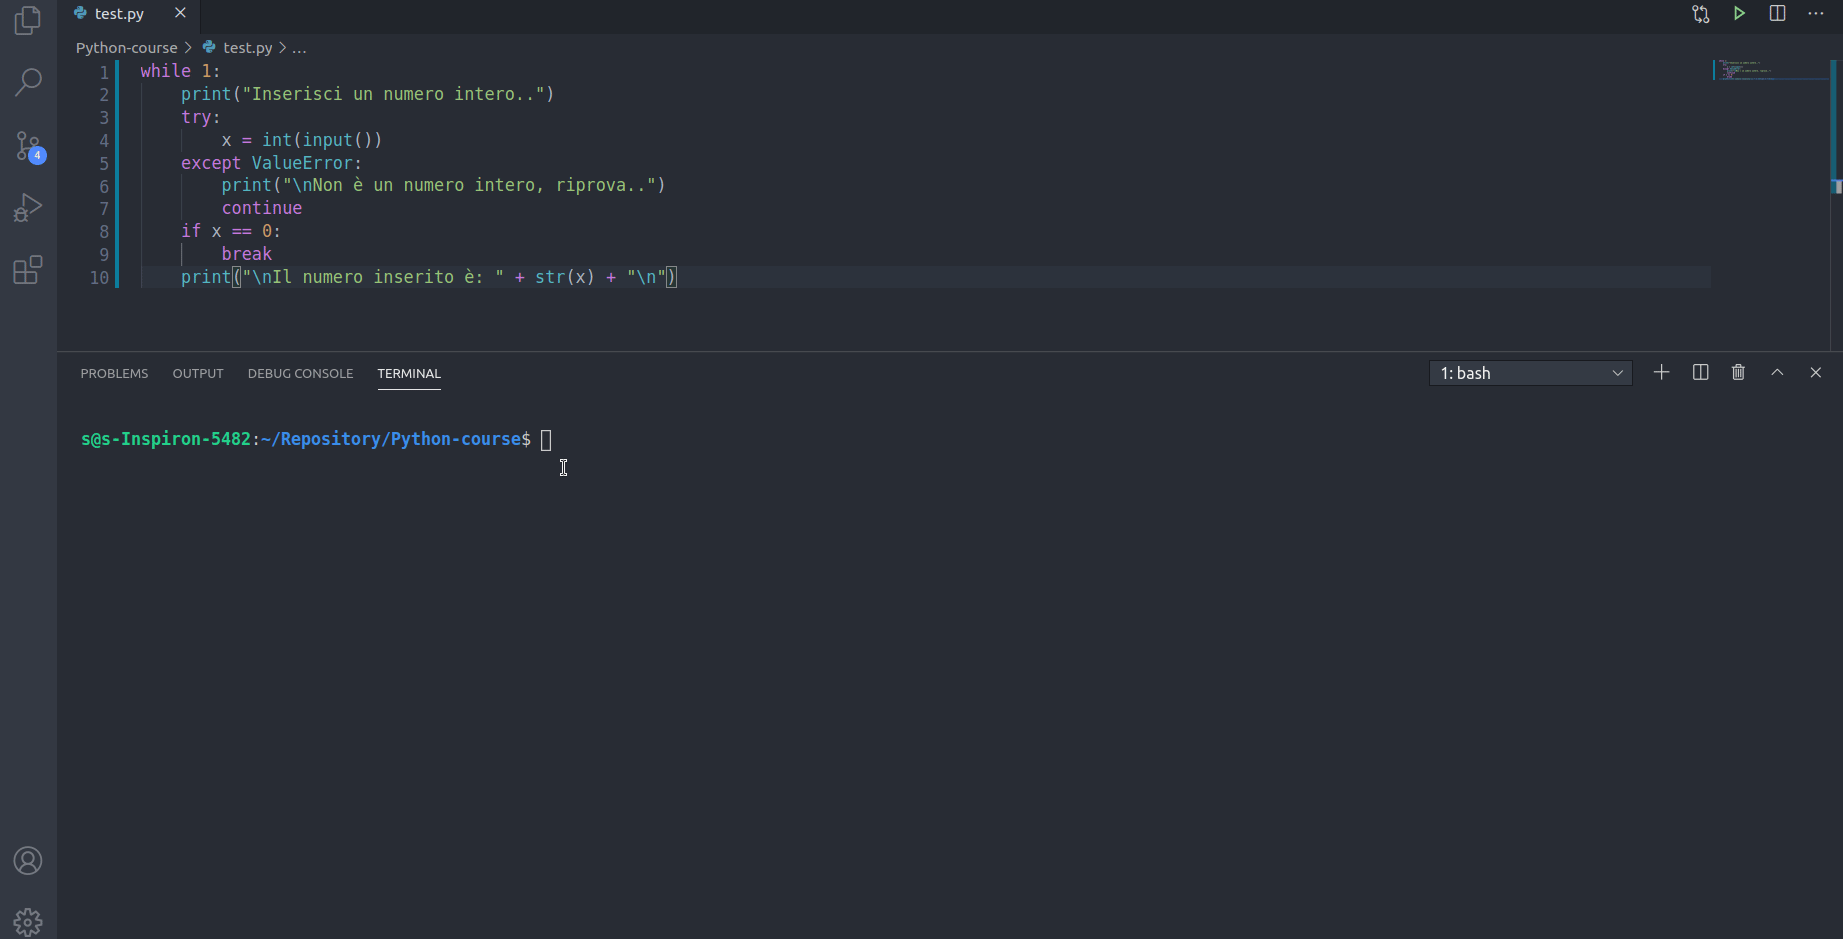 test.py
Python-course > test.py > ...
1 while 1:
2     print("Inserisci un numero intero..")
3     try:
4         x = int(input())
5     except ValueError:
6         print("\nNon è un numero intero, riprova..")
7         continue
8     if x == 0:
9         break
10     print("\nIl numero inserito è: " + str(x) + "\n")
4
PROBLEMS OUTPUT DEBUG CONSOLE TERMINAL 1: bash
s@s-Inspiron-5482:~/Repository/Python-course$